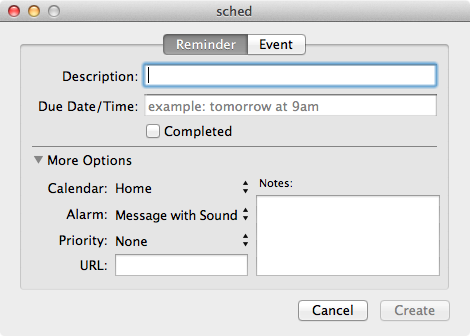 sched
Reminder Event
Description:
Due Date/Time: example: tomorrow at 9am
Completed
More Options
Calendar: Home
Alarm: Message with Sound
Priority: None
URL:
Notes:
Cancel Create